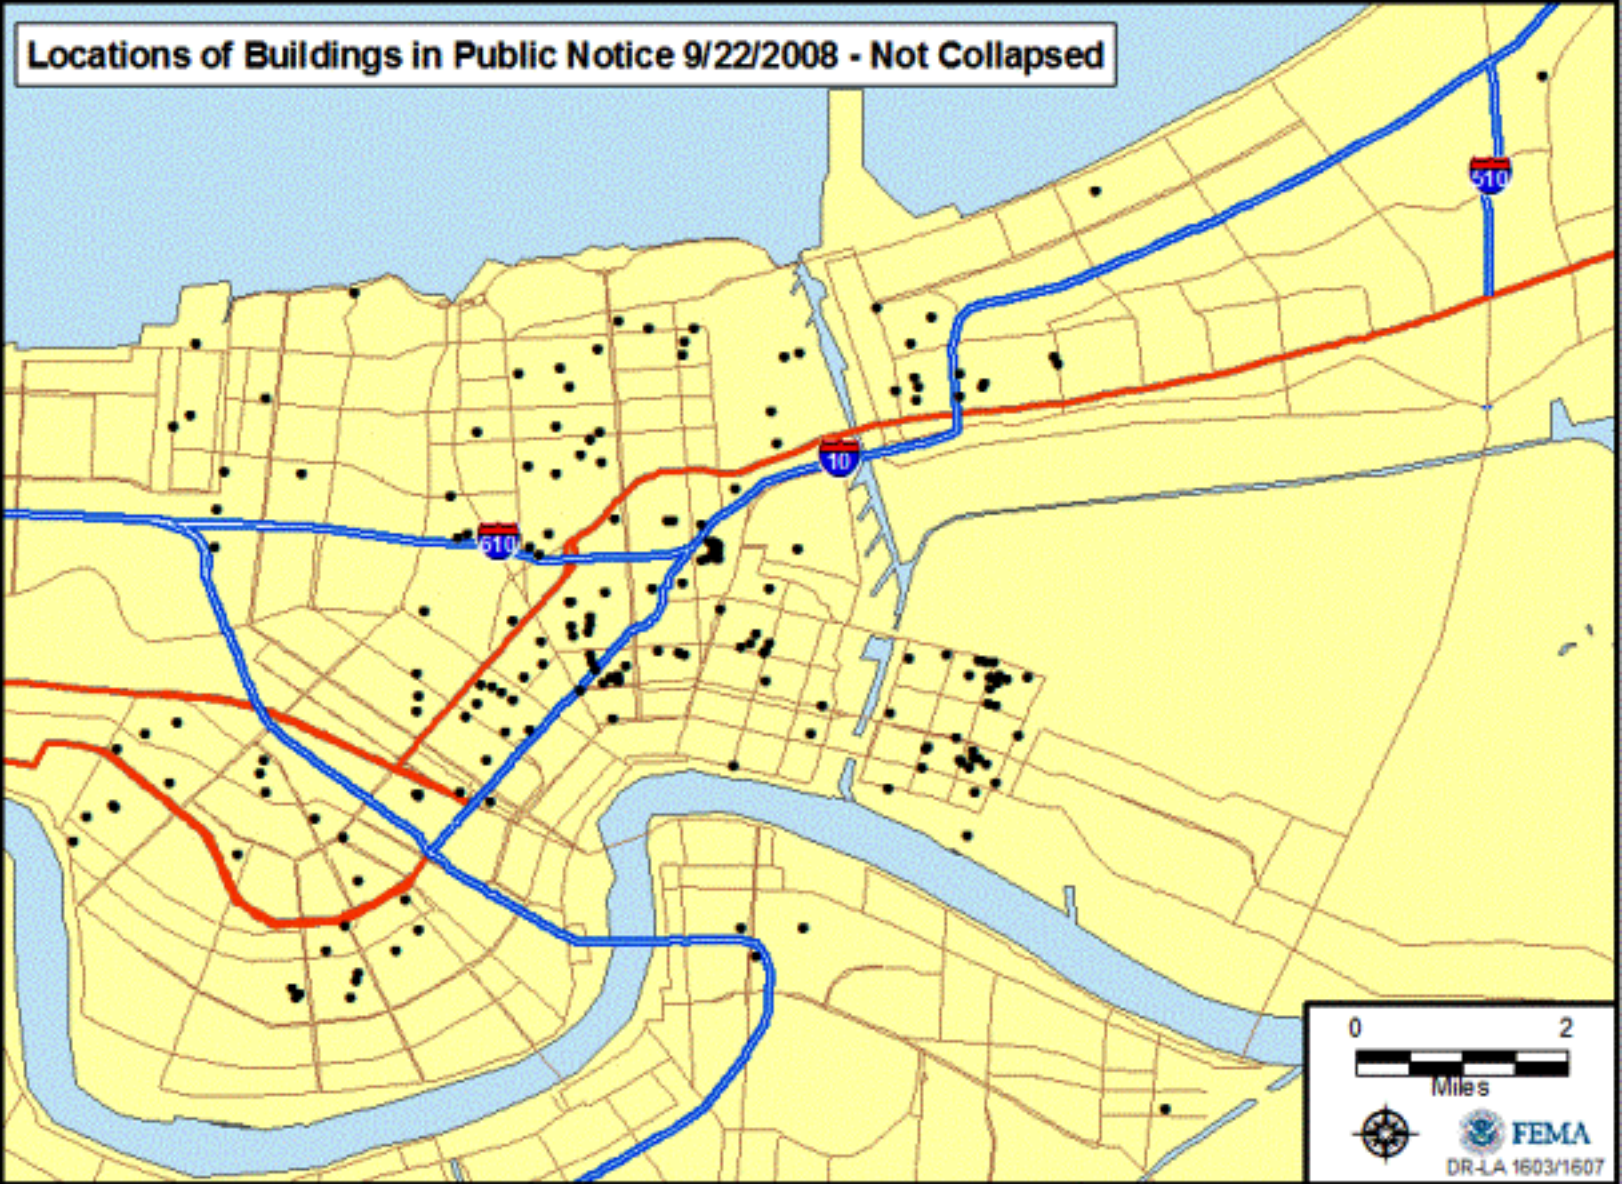 Locations of Buildings in Public Notice 9/22/2008 - Not Collapsed
510
10
610
0 2
Miles
FEMA
DR-LA 1603/1607